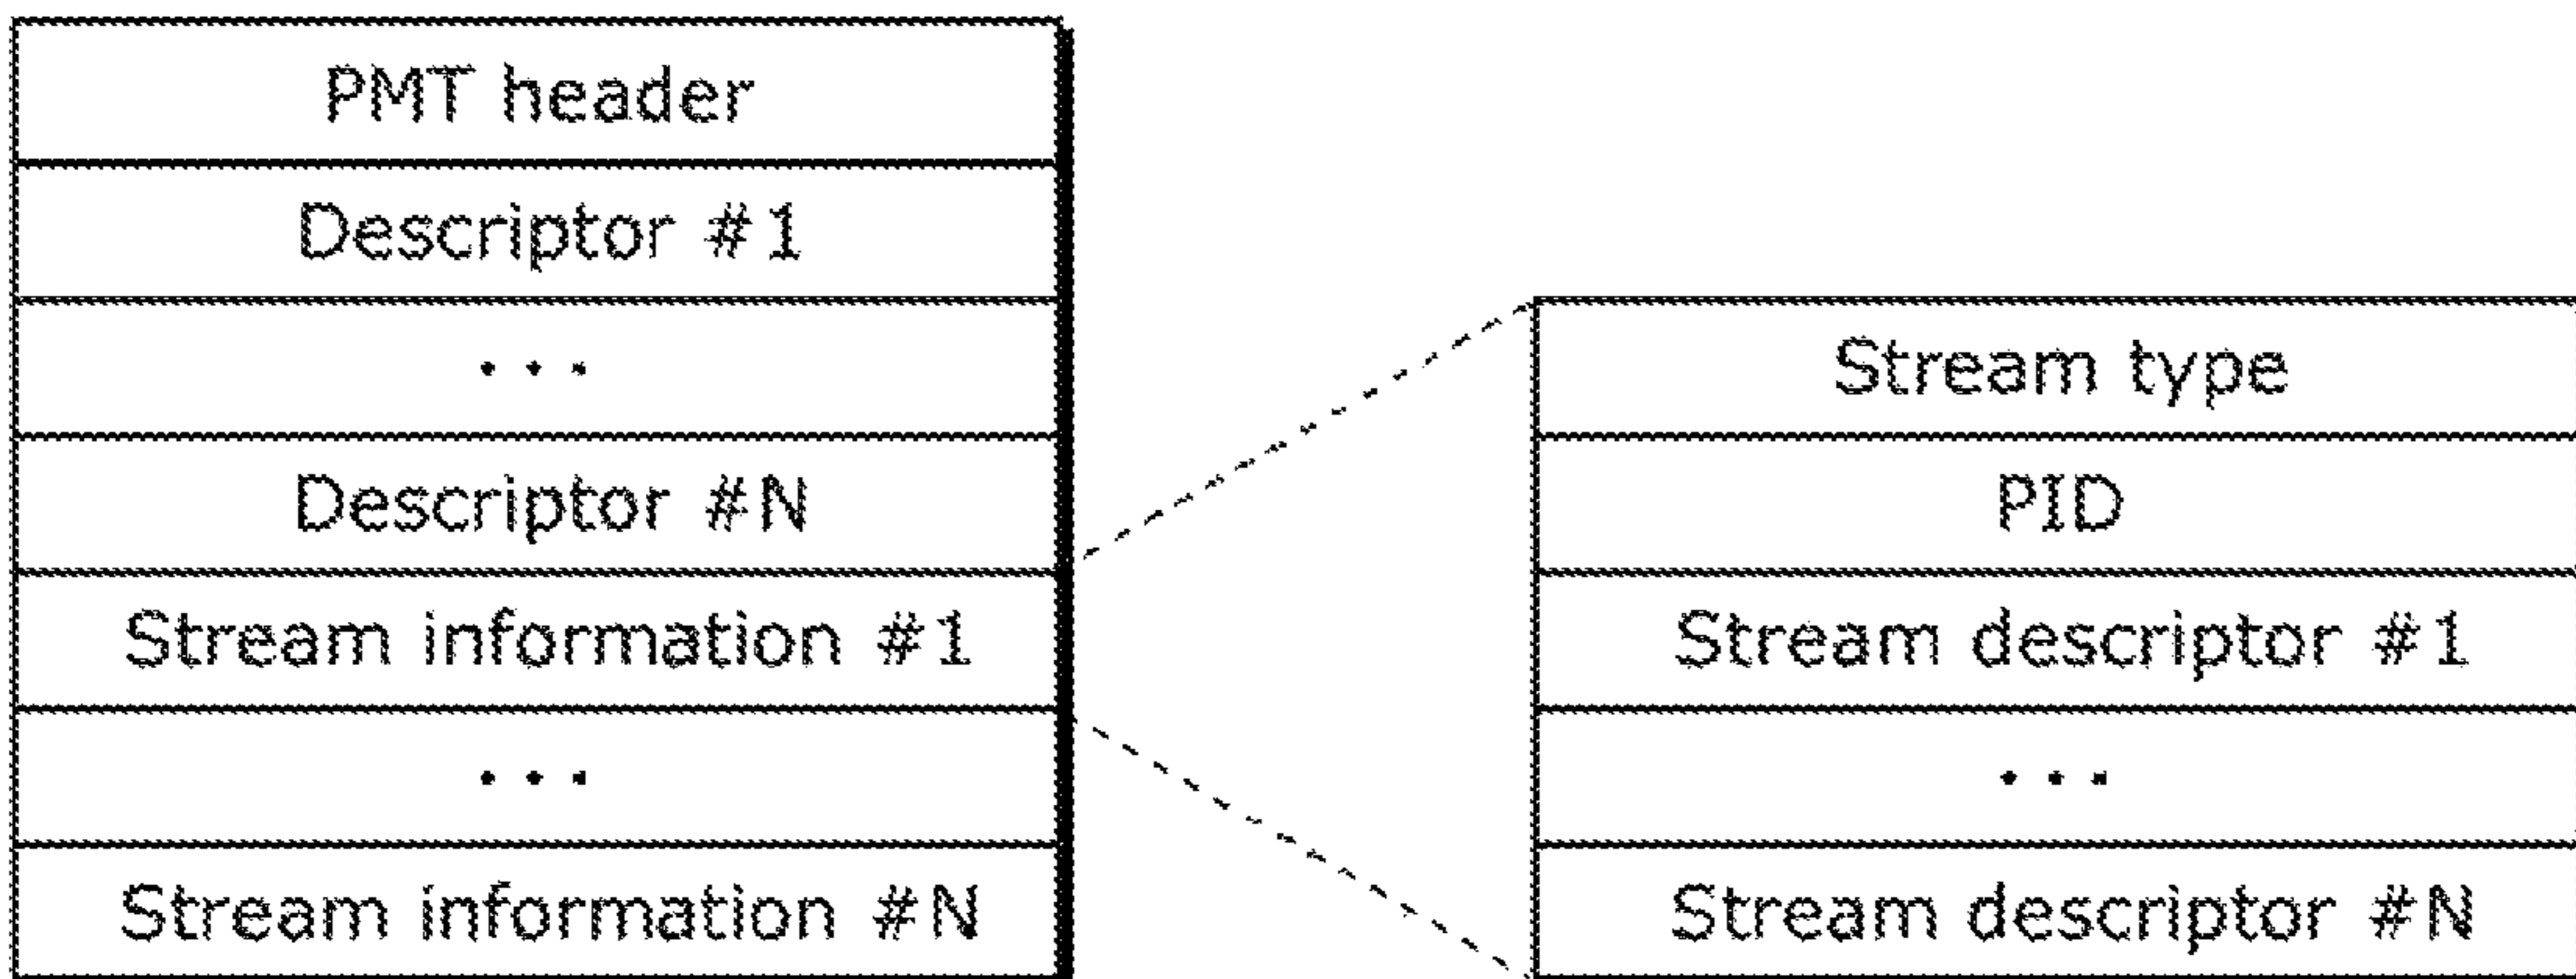 PMT header
Descriptor #1
...
Descriptor #N
Stream information #1
...
Stream information #N
Stream type
PID
Stream descriptor #1
...
Stream descriptor #N